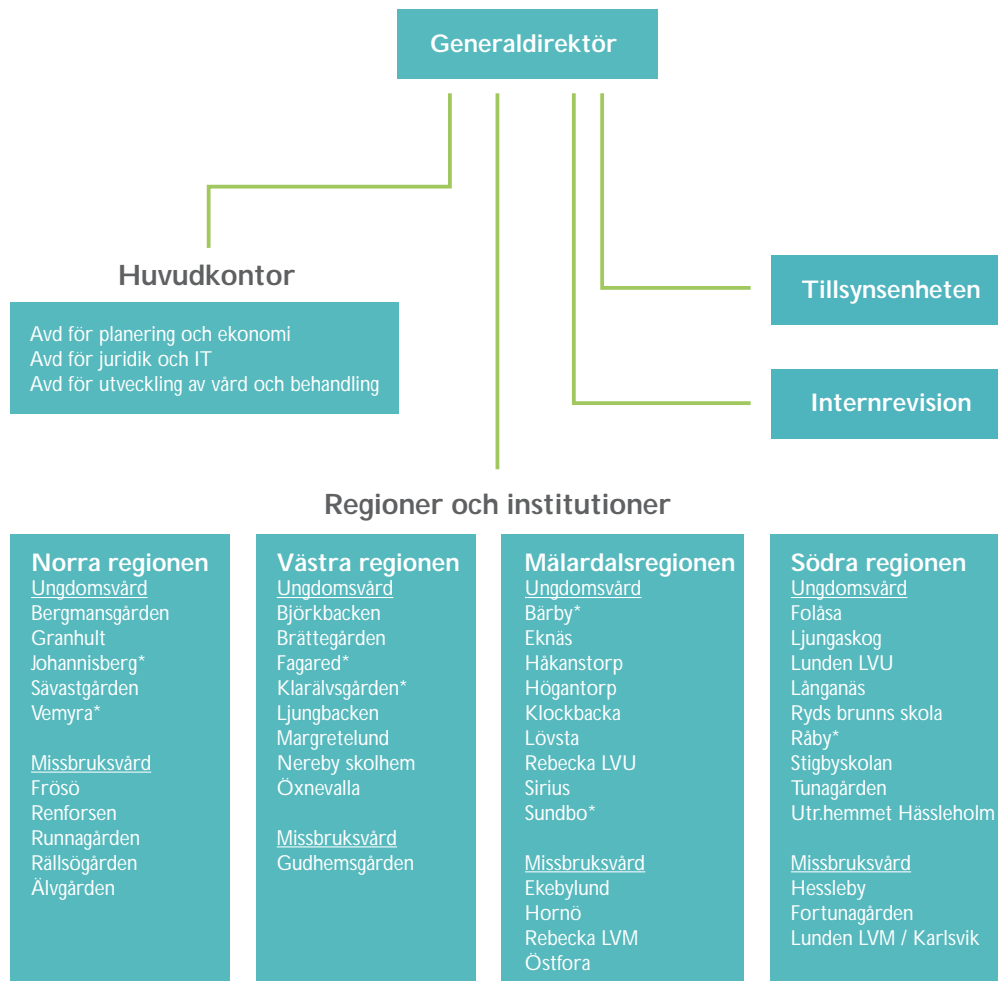 Generaldirektör
Huvudkontor
Avd för planering och ekonomi
Avd för juridik och IT
Avd för utveckling av vård och behandling
Tillsynsenheten
Internrevision
Regioner och institutioner
Norra regionen
Ungdomsvård
Bergmansgården
Granhult
Johannisberg*
Sävastgården
Vemyra*
Missbruksvård
Frösö
Renforsen
Runnagården
Rällsögården
Älvgården
Västra regionen
Ungdomsvård
Björkbacken
Brättegården
Fagared*
Klarälvsgården*
Ljungbacken
Margretelund
Nereby skolhem
Öxnevalla
Missbruksvård
Gudhemsgården
Mälardalsregionen
Ungdomsvård
Bärby*
Eknäs
Håkanstorp
Högantorp
Klockbacka
Lövsta
Rebecka LVU
Sirius
Sundbo*
Missbruksvård
Ekebylund
Hornö
Rebecka LVM
Östfora
Södra regionen
Ungdomsvård
Folåsa
Ljungaskog
Lunden LVU
Långanäs
Ryds brunns skola
Råby*
Stigbyskolan
Tunagården
Utr.hemmet Hässleholm
Missbruksvård
Hessleby
Fortunagården
Lunden LVM / Karlsvik